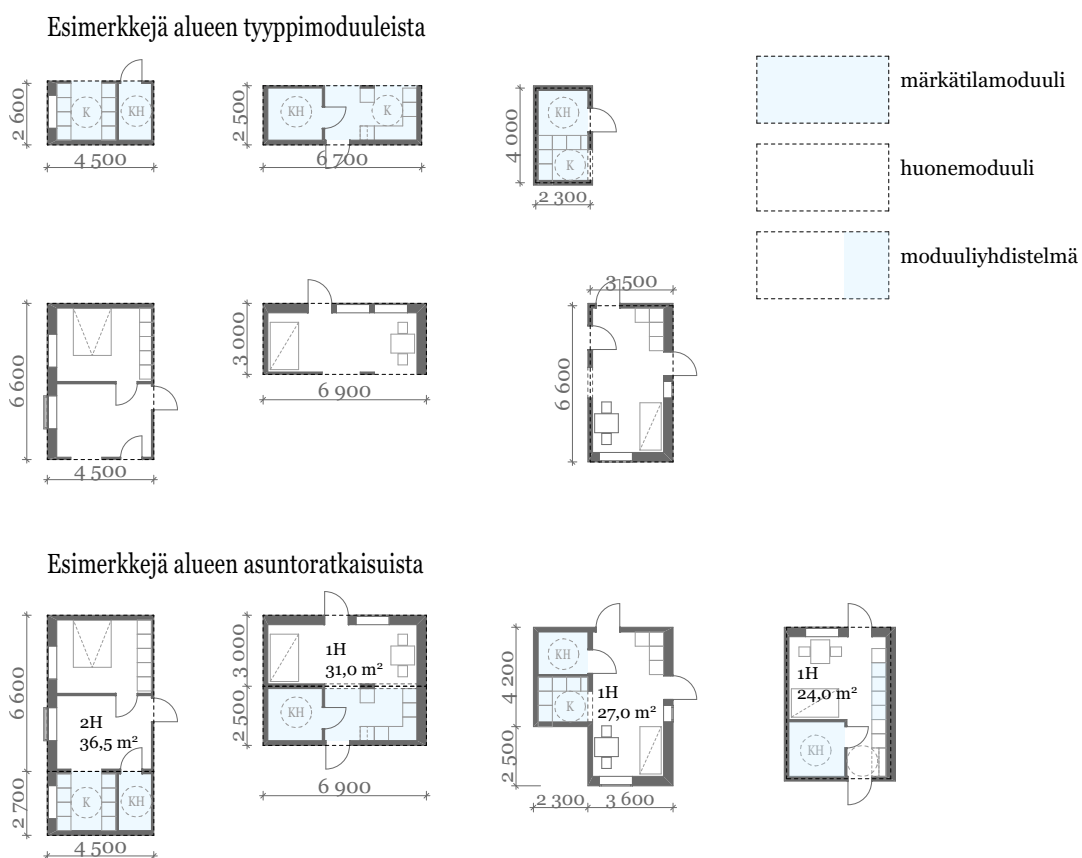 Esimerkkejä alueen tyyppimoduuleista
2 600
K
KH
4 500
2 500
KH
K
6 700
4 000
KH
K
2 300
märkätilamoduuli
huonemoduuli
moduuliyhdistelmä
6 600
4 500
3 000
6 900
3 500
6 600
Esimerkkejä alueen asuntoratkaisuista
6 600
2 700
2H
36,5 m²
K
KH
4 500
3 000
2 500
1H
31,0 m²
KH
K
6 900
4 200
2 500
KH
K
1H
27,0 m²
2 300
3 600
1H
24,0 m²
KH